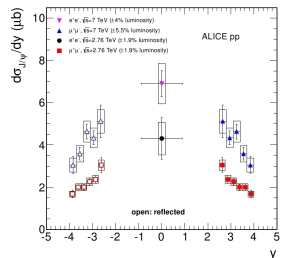 dσJ/ψ/dy (μb)
e⁺e⁻, √s=7 TeV (±4% luminosity)
μ⁺μ⁻, √s=7 TeV (±5.5% luminosity)
e⁺e⁻, √s=2.76 TeV (±1.9% luminosity)
μ⁺μ⁻, √s=2.76 TeV (±1.9% luminosity)
ALICE pp
10
8
6
4
2
0
open: reflected
-5 -4 -3 -2 -1 0 1 2 3 4 5
y